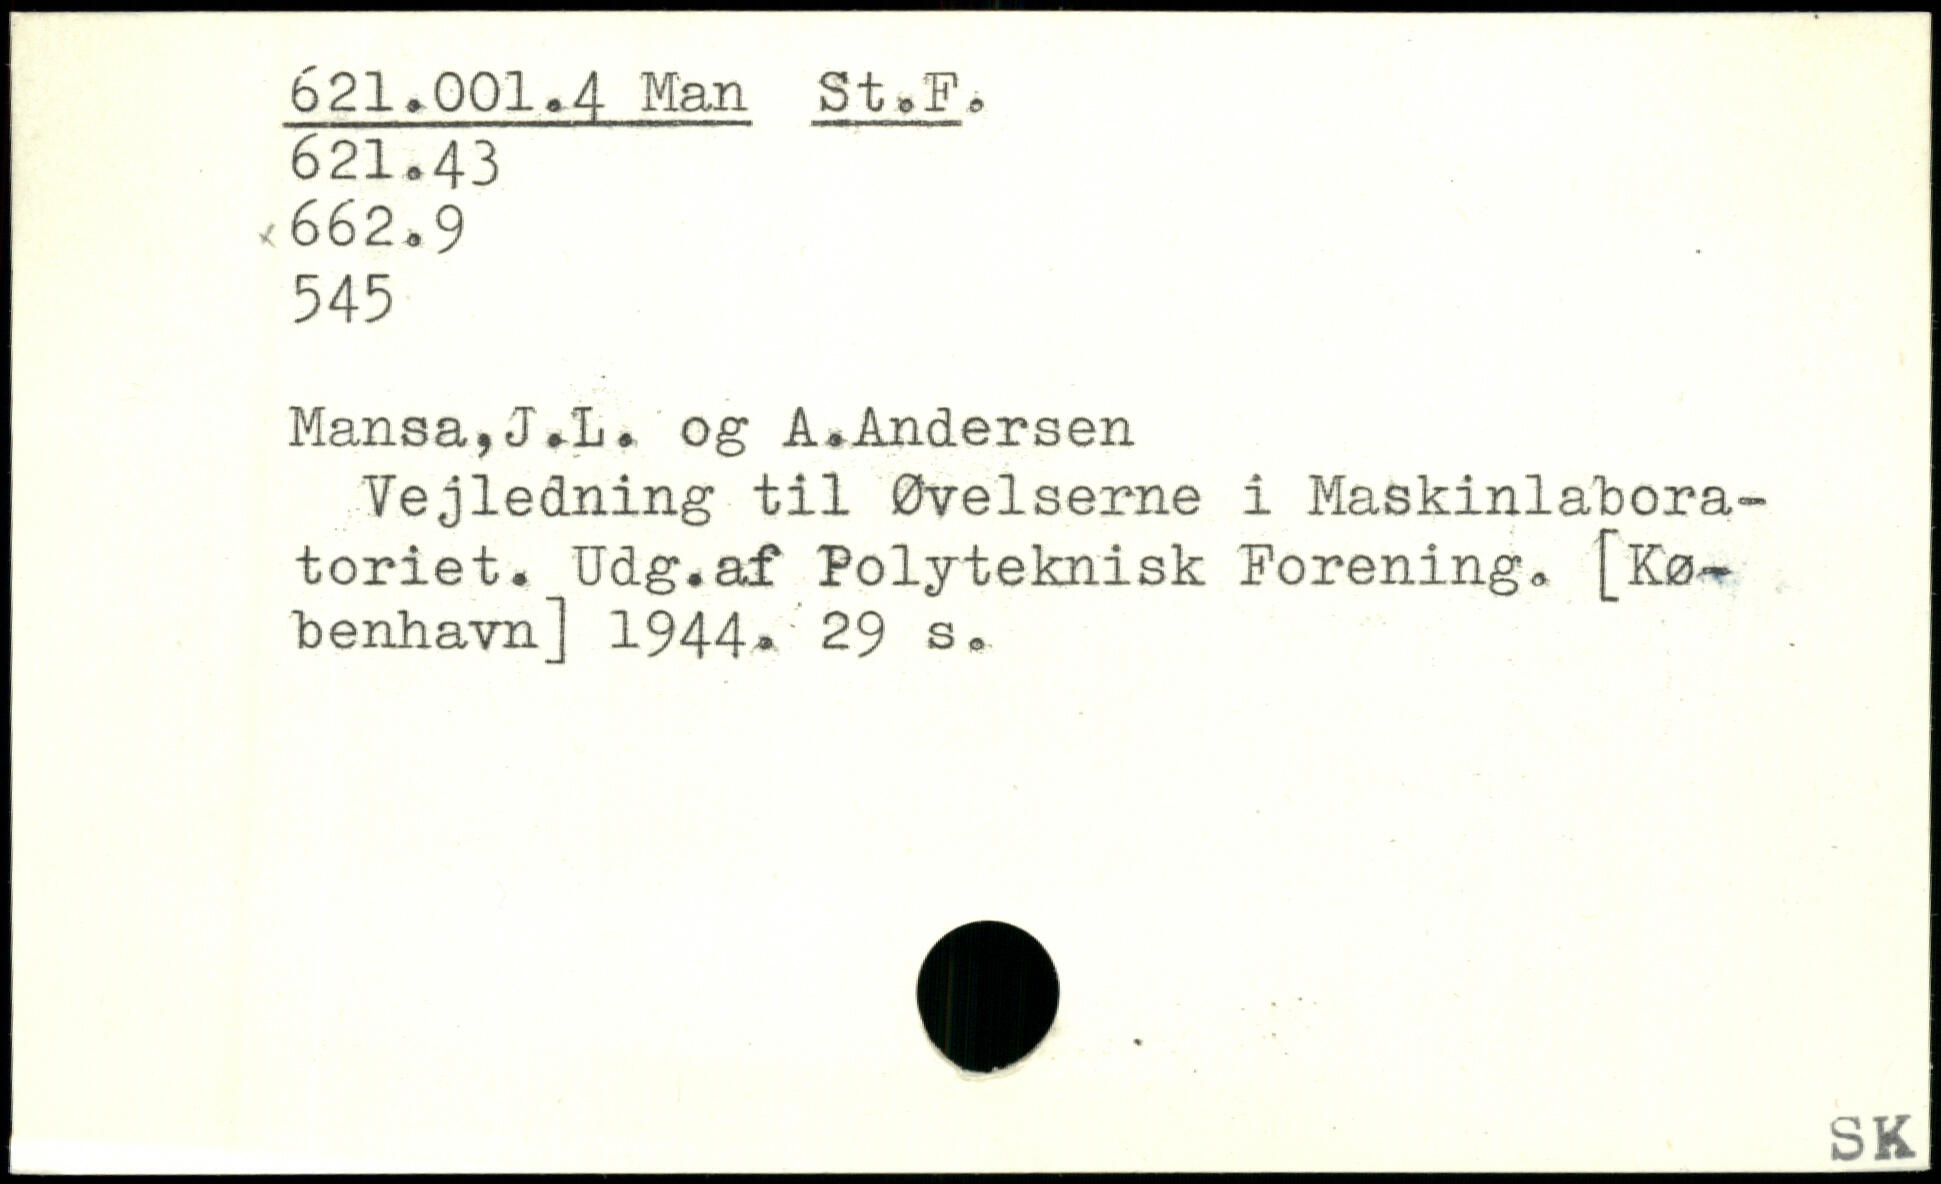 621.001.4 Man St.F.
621.43
x 662.9
545
Mansa,J.L. og A.Andersen
Vejledning til Øvelserne i Maskinlabora-
toriet. Udg.af Polyteknisk Forening. [Kø-
benhavn] 1944. 29 s.
SK